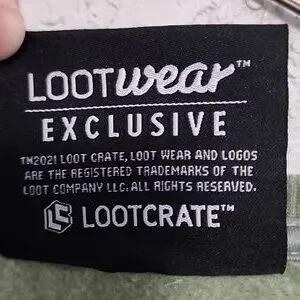 LOOTwear™
EXCLUSIVE
TM2021 LOOT CRATE, LOOT WEAR AND LOGOS
ARE THE REGISTERED TRADEMARKS OF THE
LOOT COMPANY LLC. ALL RIGHTS RESERVED.
LC LOOTCRATE™